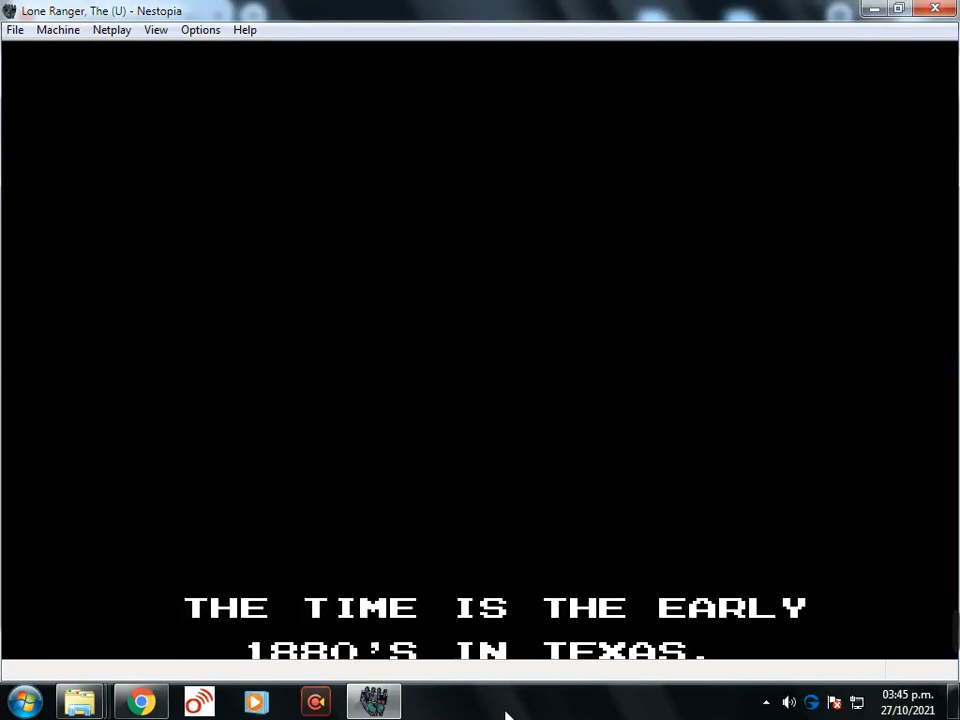 Lone Ranger, The (U) - Nestopia
File Machine Netplay View Options Help
THE TIME IS THE EARLY
1880'S IN TEXAS.
03:45 p.m.
27/10/2021